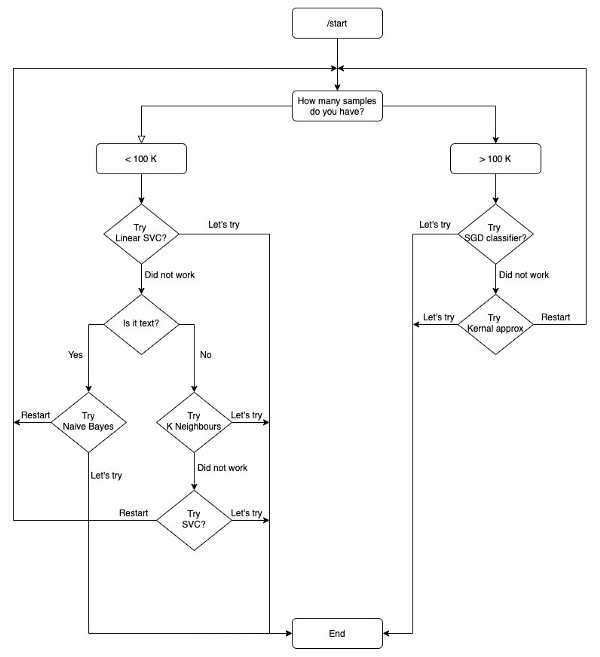 /start
How many samples
do you have?
< 100 K
> 100 K
Try
Linear SVC?
Let's try
Let's try
Try
SGD classifier?
Did not work
Did not work
Is it text?
Let's try
Try
Kernal approx
Restart
Yes
No
Restart
Try
Naive Bayes
Try
K Neighbours
Let's try
Did not work
Let's try
Restart
Try
SVC?
Let's try
End